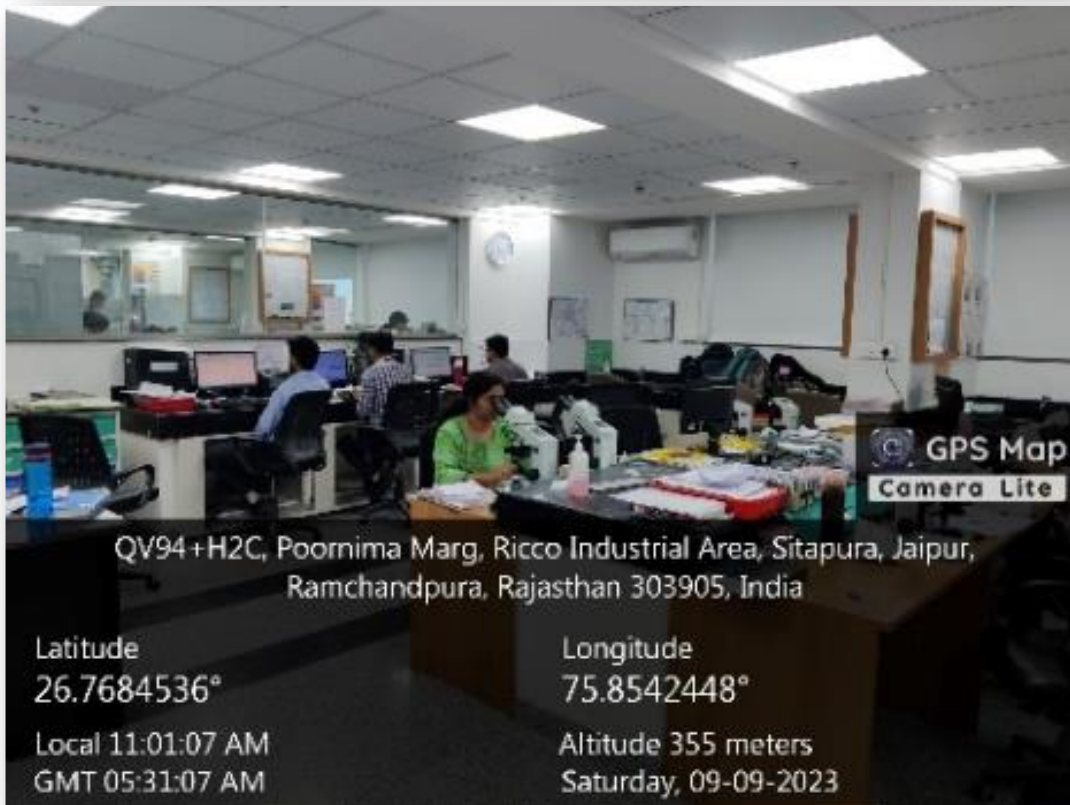 GPS Map
Camera Lite
QV94+H2C, Poornima Marg, Ricco Industrial Area, Sitapura, Jaipur,
Ramchandpura, Rajasthan 303905, India
Latitude
26.7684536°
Longitude
75.8542448°
Local 11:01:07 AM
GMT 05:31:07 AM
Altitude 355 meters
Saturday, 09-09-2023